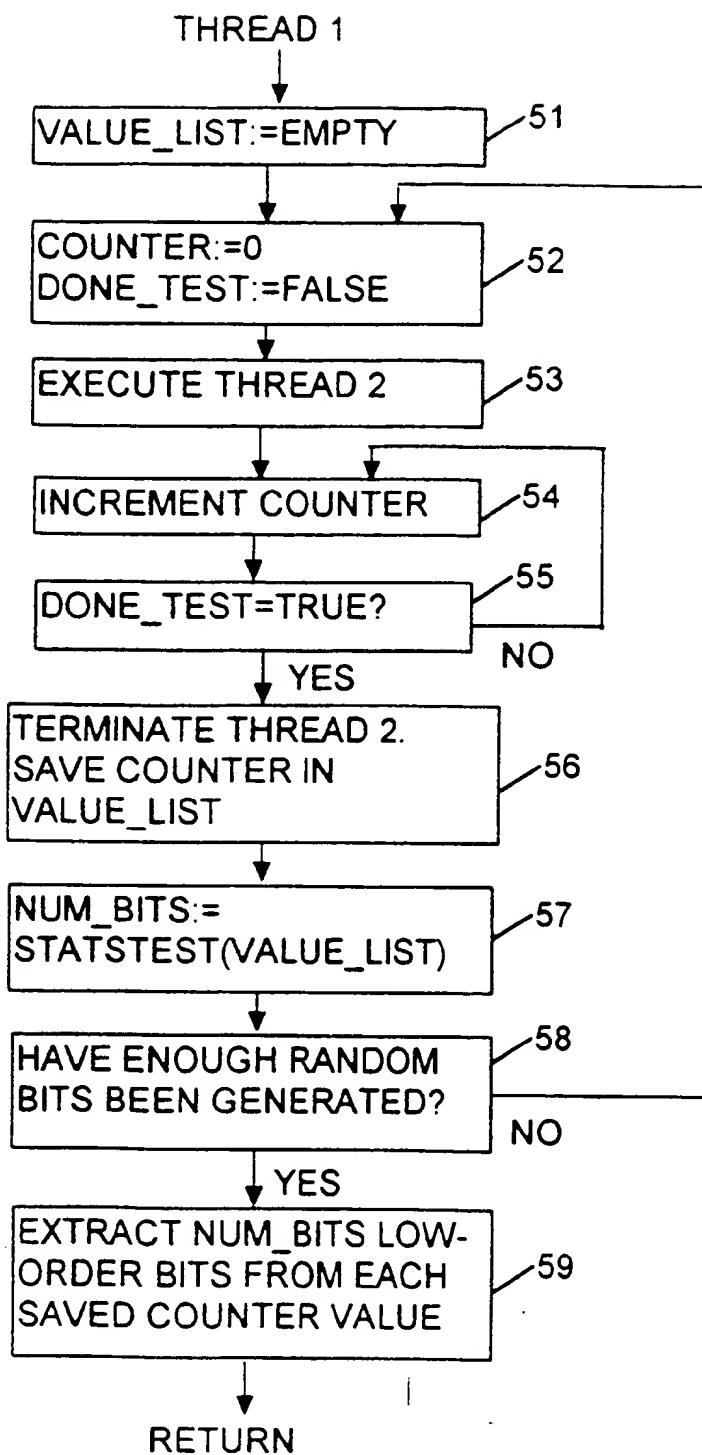 THREAD 1
VALUE_LIST:=EMPTY
51
COUNTER:=0
DONE_TEST:=FALSE
52
EXECUTE THREAD 2
53
INCREMENT COUNTER
54
DONE_TEST=TRUE?
55
NO
YES
TERMINATE THREAD 2.
SAVE COUNTER IN
VALUE_LIST
56
NUM_BITS:=
STATSTEST(VALUE_LIST)
57
HAVE ENOUGH RANDOM
BITS BEEN GENERATED?
58
NO
YES
EXTRACT NUM_BITS LOW-
ORDER BITS FROM EACH
SAVED COUNTER VALUE
59
RETURN